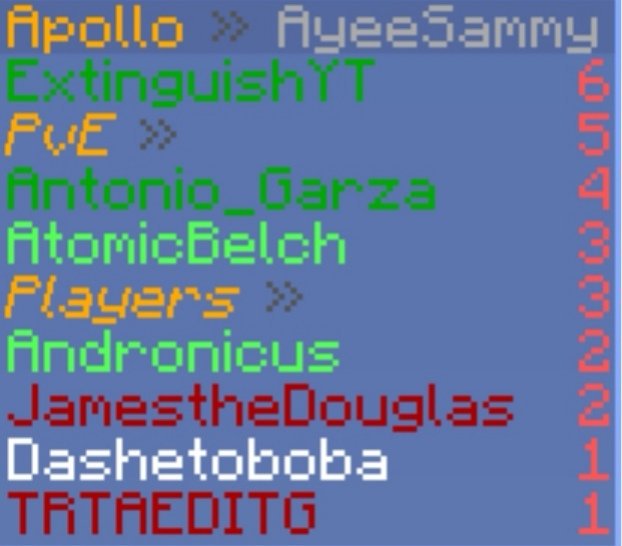 Apollo » AyeeSammy
ExtinguishYT 6
PvE » 5
Antonio_Garza 4
AtomicBelch 3
Players » 3
Andronicus 2
JamestheDouglas 2
Dashetoboba 1
TRTAEDITG 1